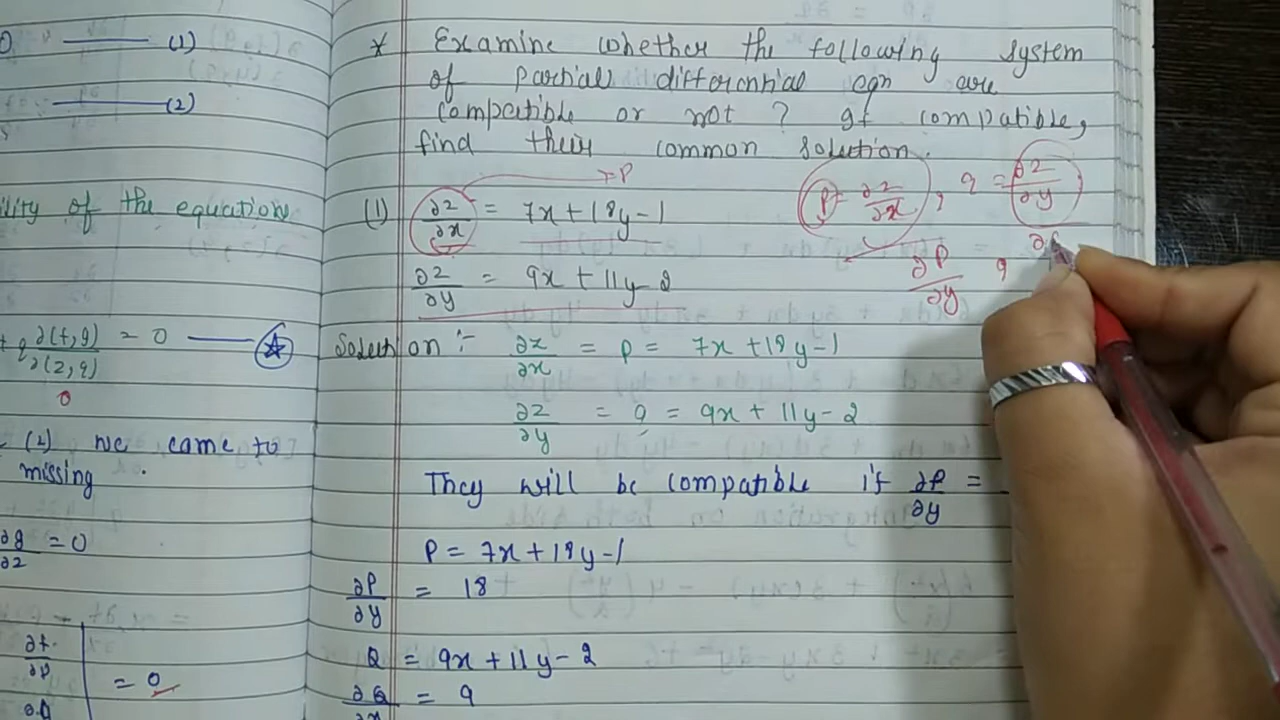 0 (1)
(2)
s
ility of the equations
+ q ∂(f,g)/∂(z,q) = 0 ☆
0
(2) we came to
missing .
∂g/∂z = 0
∂f/∂p
= 0
* Examine whether the following system
of partial differential eqn are
compatible or not ? If compatible,
find their common solution.
→ P
p = ∂z/∂x , q = ∂z/∂y
(1) ∂z/∂x = 7x + 18y - 1
∂P/∂y q
∂z/∂y = 9x + 11y - 2
Solution :- ∂z/∂x = P = 7x + 18y - 1
∂z/∂y = q = 9x + 11y - 2
They will be compatible if ∂P/∂y =
P = 7x + 18y - 1
∂P/∂y = 18
Q = 9x + 11y - 2
∂Q/∂x = 9